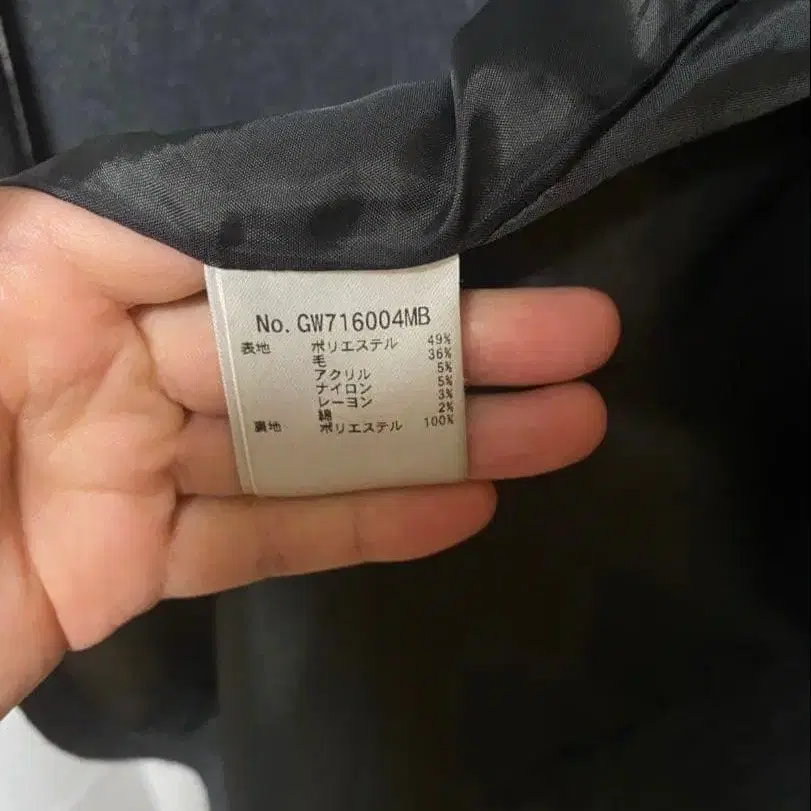 No. GW716004MB
表地 ポリエステル 49%
毛 36%
アクリル 5%
ナイロン 5%
レーヨン 3%
綿 2%
裏地 ポリエステル 100%